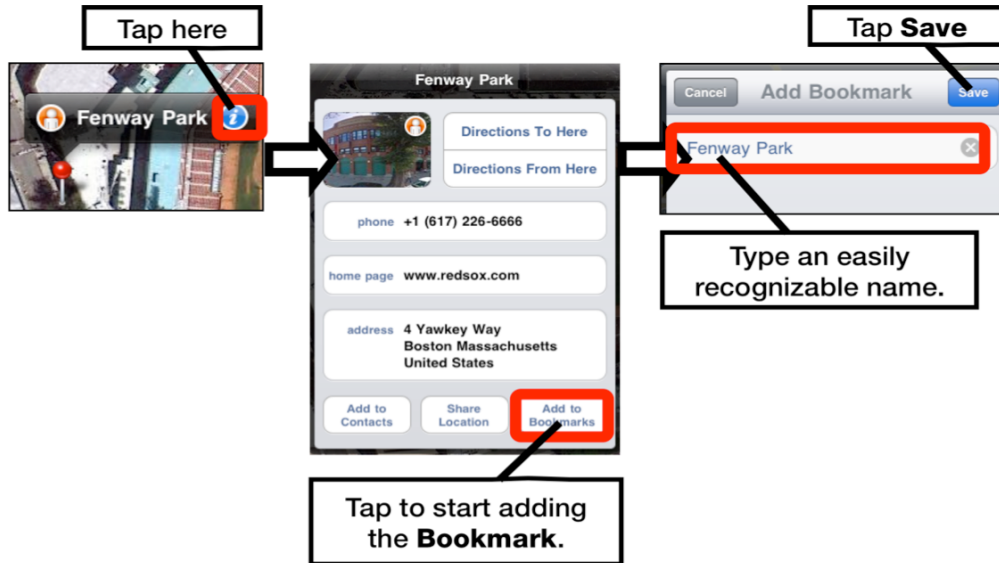 Tap here
Fenway Park
Fenway Park
Directions To Here
Directions From Here
phone +1 (617) 226-6666
home page www.redsox.com
address 4 Yawkey Way
Boston Massachusetts
United States
Add to
Contacts
Share
Location
Add to
Bookmarks
Tap to start adding
the Bookmark.
Tap Save
Cancel
Add Bookmark
Save
Fenway Park
Type an easily
recognizable name.